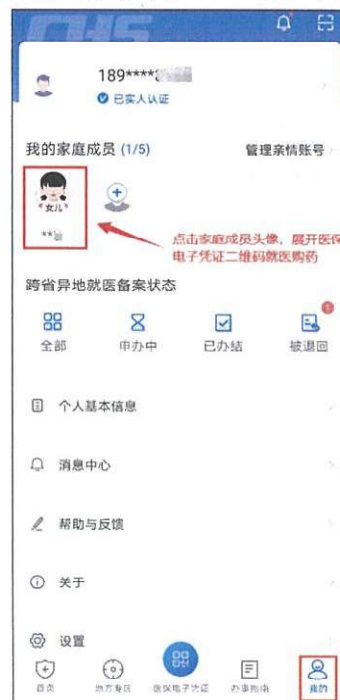 CHS
189****
已实人认证
我的家庭成员 (1/5) 管理亲情账号
女儿
**
点击家庭成员头像，展开医保
电子凭证二维码就医购药
跨省异地就医备案状态
全部 申办中 已办结 被退回
个人基本信息
消息中心
帮助与反馈
关于
设置
首页 地方专区 医保电子凭证 办事指南 我的